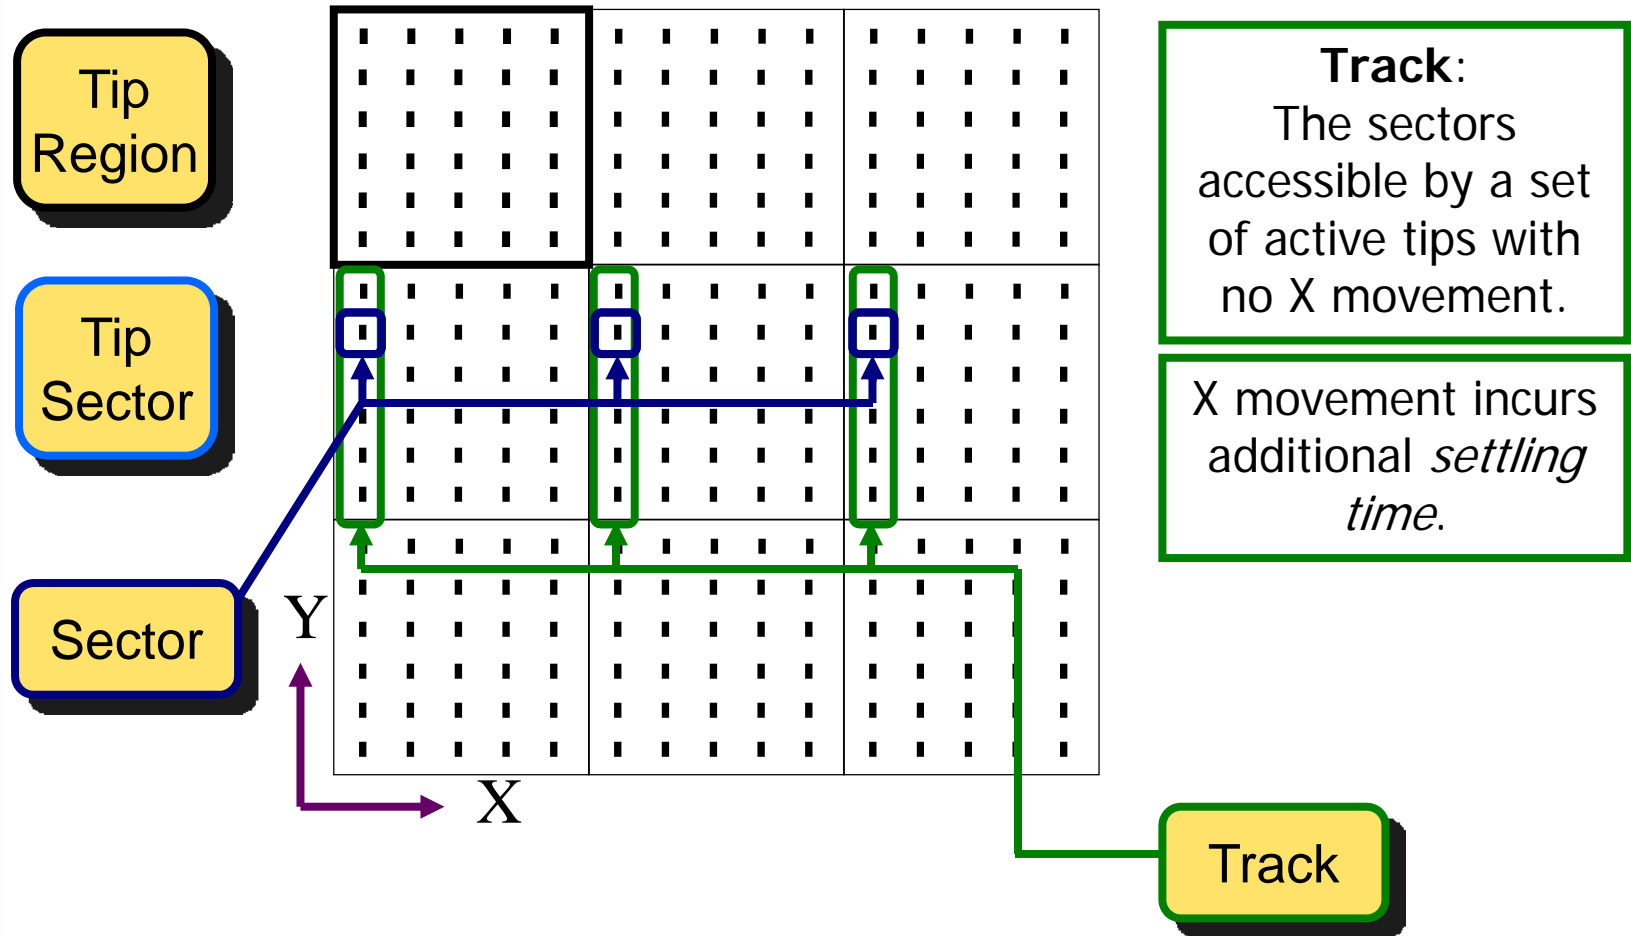 Tip
Region
Tip
Sector
Sector
Y
X
Track:
The sectors
accessible by a set
of active tips with
no X movement.
X movement incurs
additional settling
time.
Track